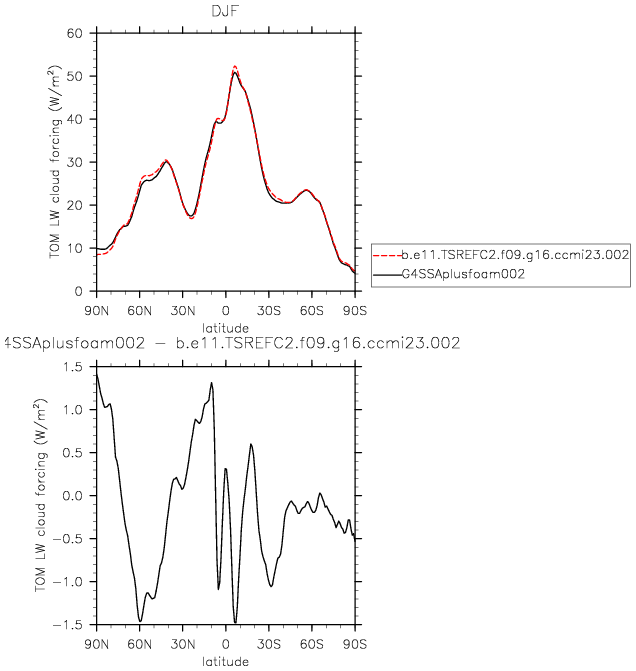 DJF
TOM LW cloud forcing (W/m²)
60
50
40
30
20
10
0
90N 60N 30N 0 30S 60S 90S
latitude
b.e11.TSREFC2.f09.g16.ccmi23.002
G4SSAplusfoam002
4SSAplusfoam002 – b.e11.TSREFC2.f09.g16.ccmi23.002
TOM LW cloud forcing (W/m²)
1.5
1.0
0.5
0.0
−0.5
−1.0
−1.5
90N 60N 30N 0 30S 60S 90S
latitude